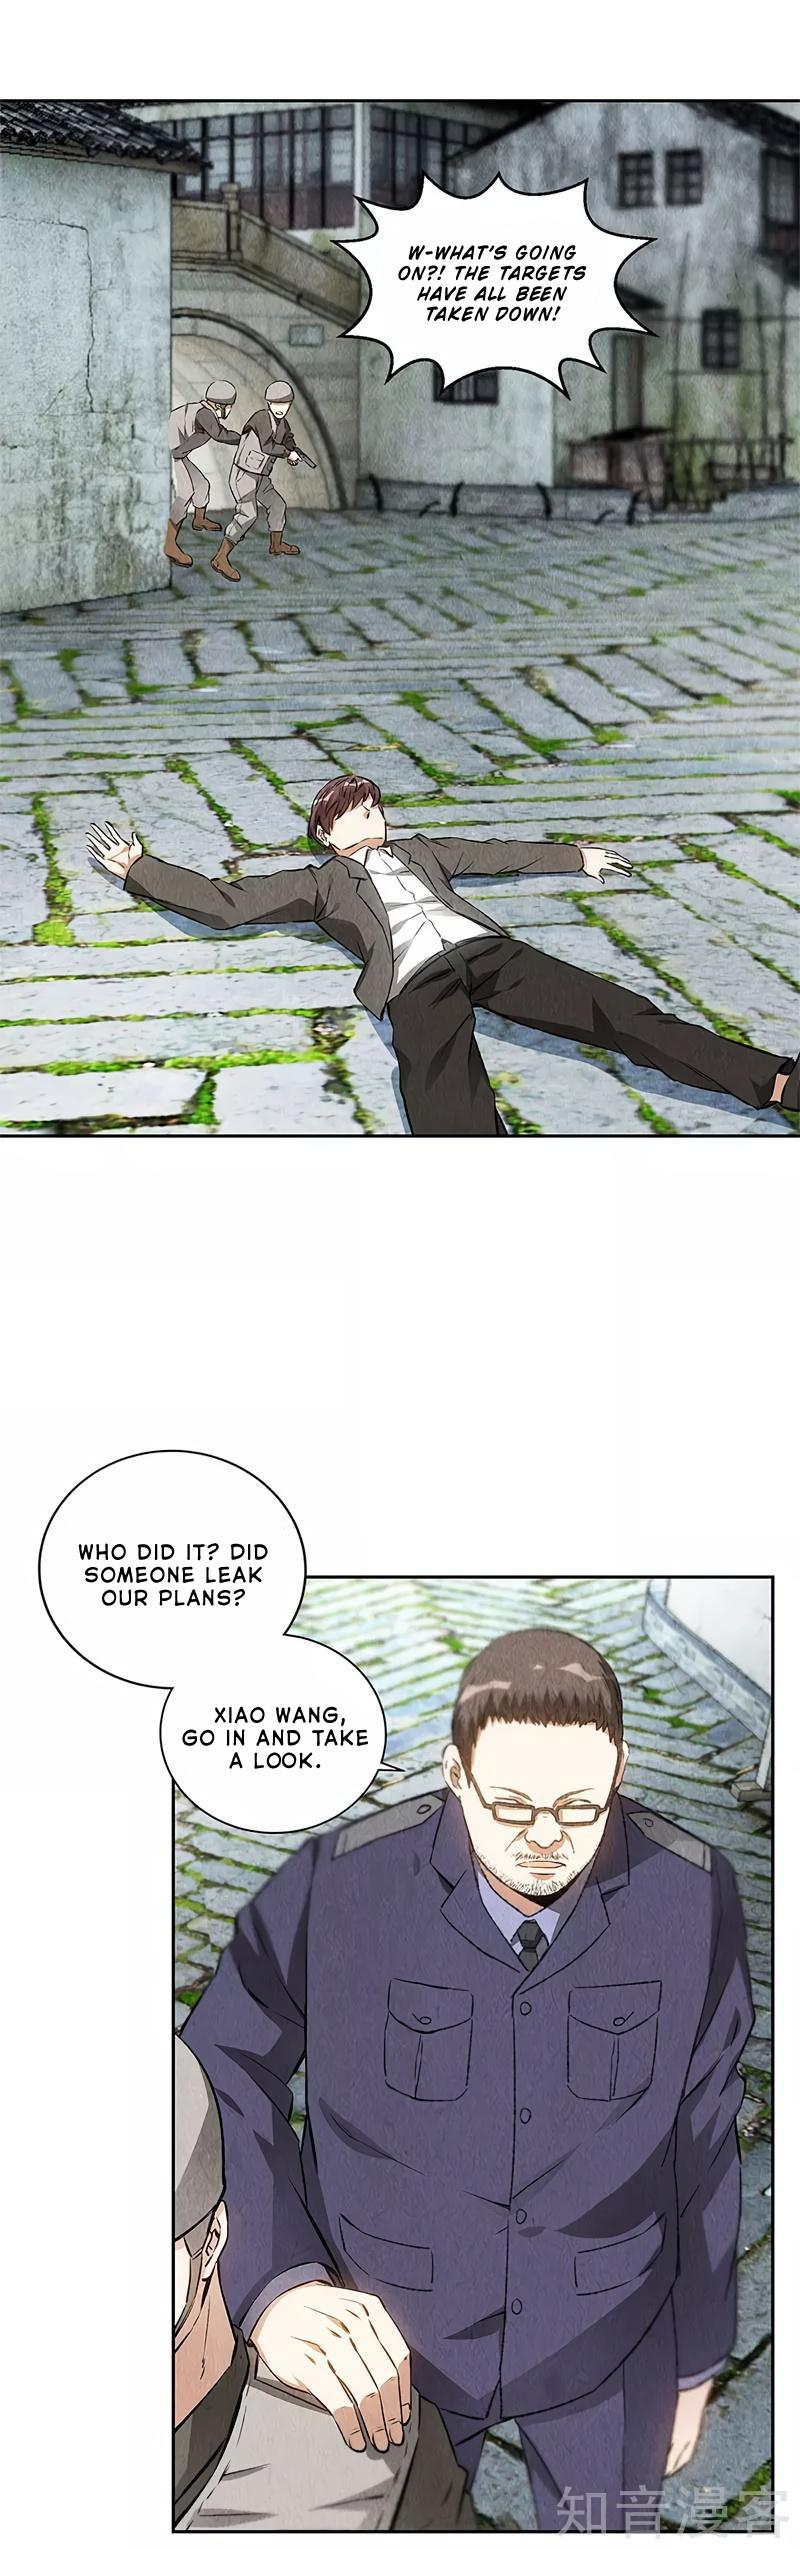 W-WHAT'S GOING
ON?! THE TARGETS
HAVE ALL BEEN
TAKEN DOWN!
WHO DID IT? DID
SOMEONE LEAK
OUR PLANS?
XIAO WANG,
GO IN AND TAKE
A LOOK.
知音漫客